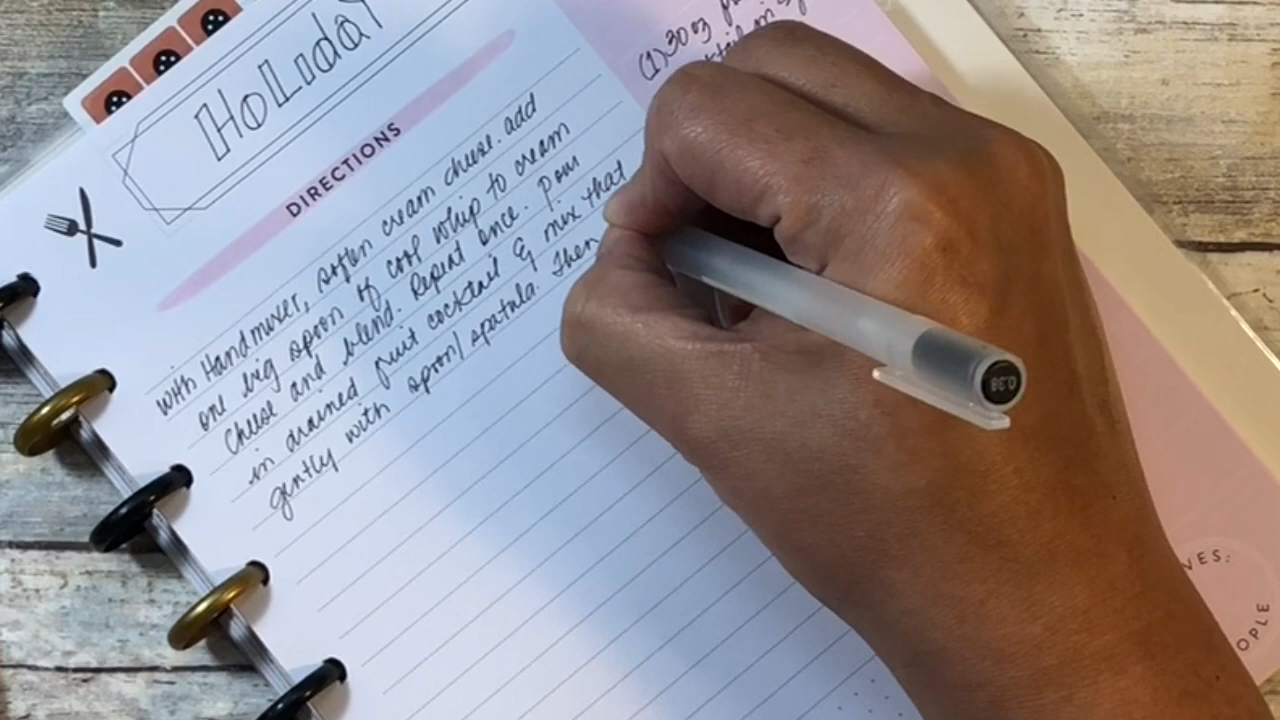 Holiday
DIRECTIONS
with Handmixer, soften cream cheese. add
one big spoon of cool whip to cream
cheese and blend. Repeat once. Pour
in drained fruit cocktail & mix that
gently with spoon/spatula. Then
(1) 30 oz
VES:
OPLE
0.38